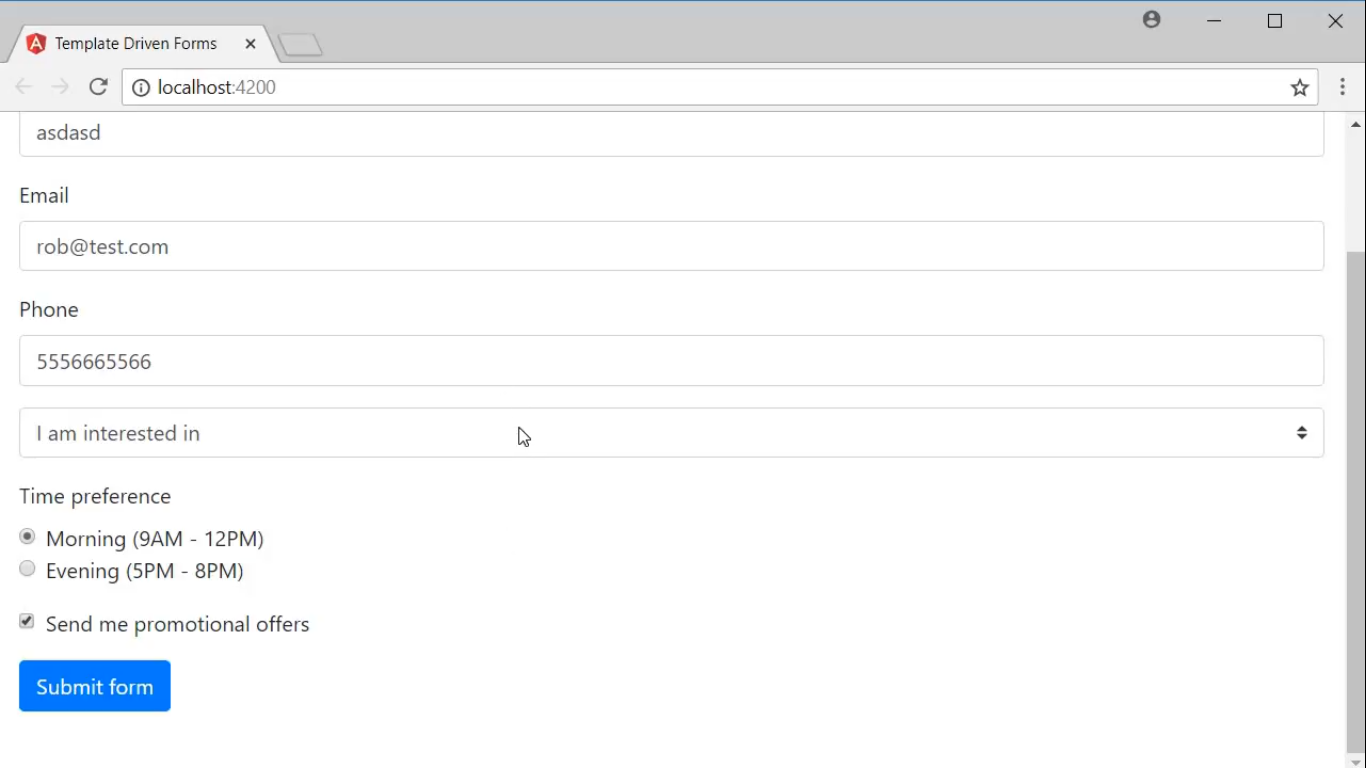 Template Driven Forms
localhost:4200
asdasd
Email
rob@test.com
Phone
5556665566
I am interested in
Time preference
Morning (9AM - 12PM)
Evening (5PM - 8PM)
Send me promotional offers
Submit form